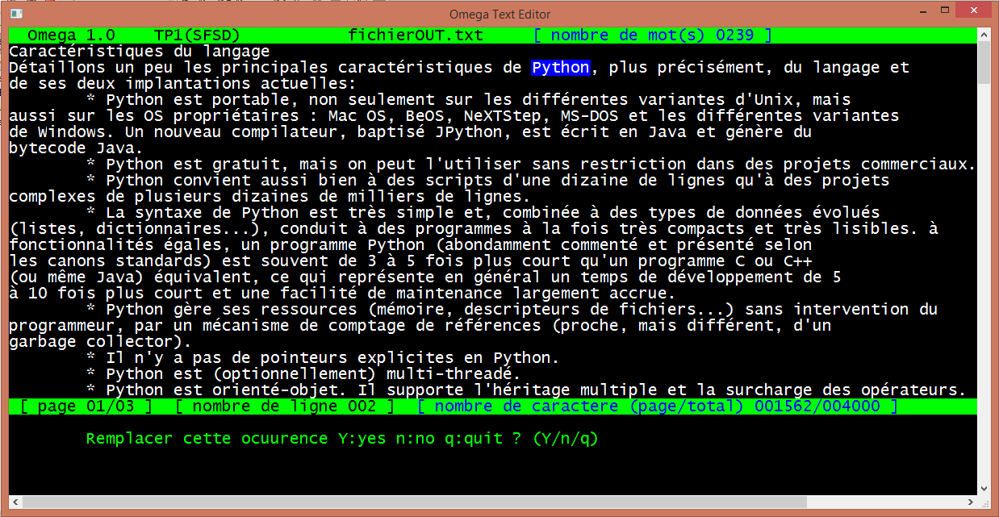 Omega Text Editor
Omega 1.0 TP1(SFSD) fichierOUT.txt [ nombre de mot(s) 0239 ]
Caractéristiques du langage
Détaillons un peu les principales caractéristiques de Python, plus précisément, du langage et
de ses deux implantations actuelles:
* Python est portable, non seulement sur les différentes variantes d'Unix, mais
aussi sur les OS propriétaires : Mac OS, BeOS, NeXTStep, MS-DOS et les différentes variantes
de Windows. Un nouveau compilateur, baptisé JPython, est écrit en Java et génère du
bytecode Java.
* Python est gratuit, mais on peut l'utiliser sans restriction dans des projets commerciaux.
* Python convient aussi bien à des scripts d'une dizaine de lignes qu'à des projets
complexes de plusieurs dizaines de milliers de lignes.
* La syntaxe de Python est très simple et, combinée à des types de données évolués
(listes, dictionnaires...), conduit à des programmes à la fois très compacts et très lisibles. à
fonctionnalités égales, un programme Python (abondamment commenté et présenté selon
les canons standards) est souvent de 3 à 5 fois plus court qu'un programme C ou C++
(ou même Java) équivalent, ce qui représente en général un temps de développement de 5
à 10 fois plus court et une facilité de maintenance largement accrue.
* Python gère ses ressources (mémoire, descripteurs de fichiers...) sans intervention du
programmeur, par un mécanisme de comptage de références (proche, mais différent, d'un
garbage collector).
* Il n'y a pas de pointeurs explicites en Python.
* Python est (optionnellement) multi-threadé.
* Python est orienté-objet. Il supporte l'héritage multiple et la surcharge des opérateurs.
[ page 01/03 ] [ nombre de ligne 002 ] [ nombre de caractere (page/total) 001562/004000 ]
Remplacer cette ocuurence Y:yes n:no q:quit ? (Y/n/q)